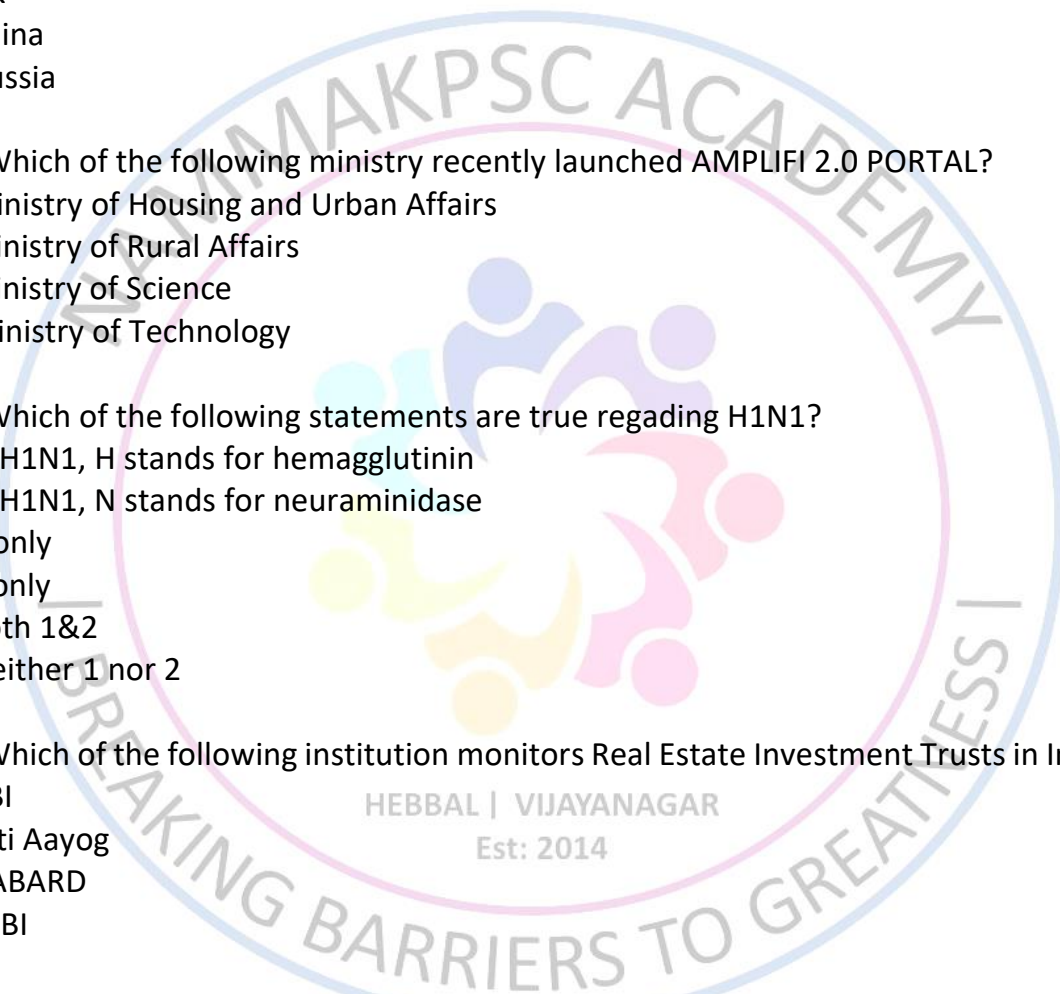 ina
ussia
Which of the following ministry recently launched AMPLIFI 2.0 PORTAL?
inistry of Housing and Urban Affairs
inistry of Rural Affairs
inistry of Science
inistry of Technology
Which of the following statements are true regading H1N1?
H1N1, H stands for hemagglutinin
H1N1, N stands for neuraminidase
only
only
oth 1&2
either 1 nor 2
Which of the following institution monitors Real Estate Investment Trusts in I
BI
ti Aayog
ABARD
BI
NAMMAKPSC ACADEMY
HEBBAL | VIJAYANAGAR
Est: 2014
| BREAKING BARRIERS TO GREATNESS |